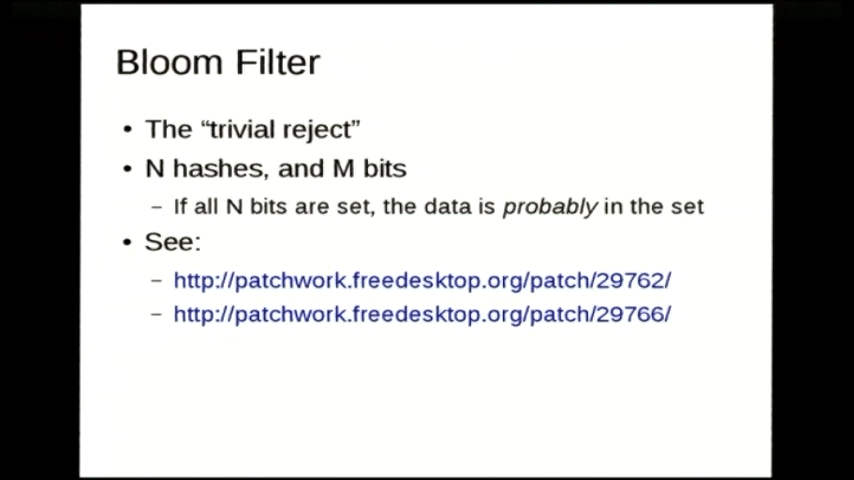 Bloom Filter
• The “trivial reject”
• N hashes, and M bits
– If all N bits are set, the data is probably in the set
• See:
– http://patchwork.freedesktop.org/patch/29762/
– http://patchwork.freedesktop.org/patch/29766/